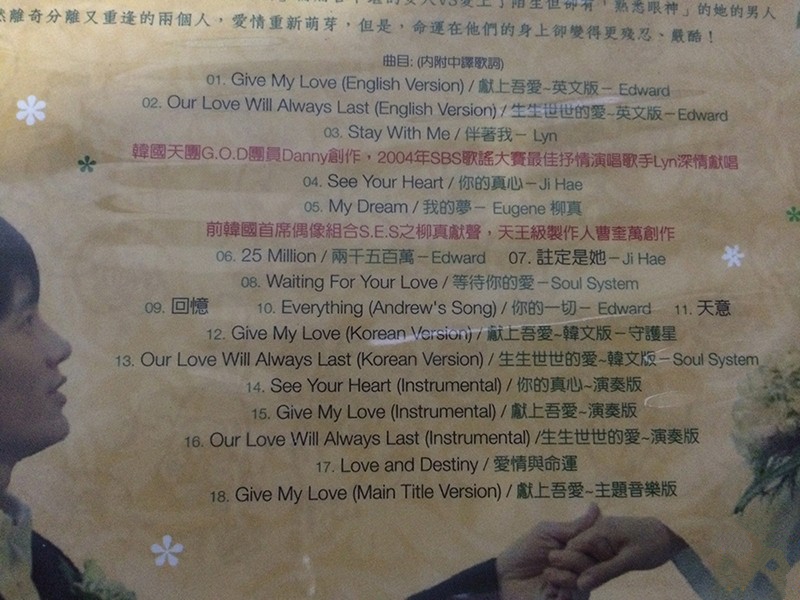 陌生但卻有「熟悉眼神」的她的男人
離奇分離又重逢的兩個人，愛情重新萌芽，但是，命運在他們的身上卻變得更殘忍、嚴酷！
曲目: (內附中譯歌詞)
01. Give My Love (English Version) / 獻上吾愛~英文版－ Edward
02. Our Love Will Always Last (English Version) / 生生世世的愛~英文版－Edward
03. Stay With Me / 伴著我－ Lyn
韓國天團G.O.D團員Danny創作，2004年SBS歌謠大賽最佳抒情演唱歌手Lyn深情獻唱
04. See Your Heart / 你的真心－Ji Hae
05. My Dream / 我的夢－ Eugene 柳真
前韓國首席偶像組合S.E.S之柳真獻聲，天王級製作人曹奎萬創作
06. 25 Million / 兩千五百萬－Edward 07. 註定是她－Ji Hae
08. Waiting For Your Love / 等待你的愛－Soul System
09. 回憶 10. Everything (Andrew's Song) / 你的一切－ Edward 11. 天意
12. Give My Love (Korean Version) / 獻上吾愛~韓文版－守護星
13. Our Love Will Always Last (Korean Version) / 生生世世的愛~韓文版－Soul System
14. See Your Heart (Instrumental) / 你的真心~演奏版
15. Give My Love (Instrumental) / 獻上吾愛~演奏版
16. Our Love Will Always Last (Instrumental) /生生世世的愛~演奏版
17. Love and Destiny / 愛情與命運
18. Give My Love (Main Title Version) / 獻上吾愛~主題音樂版